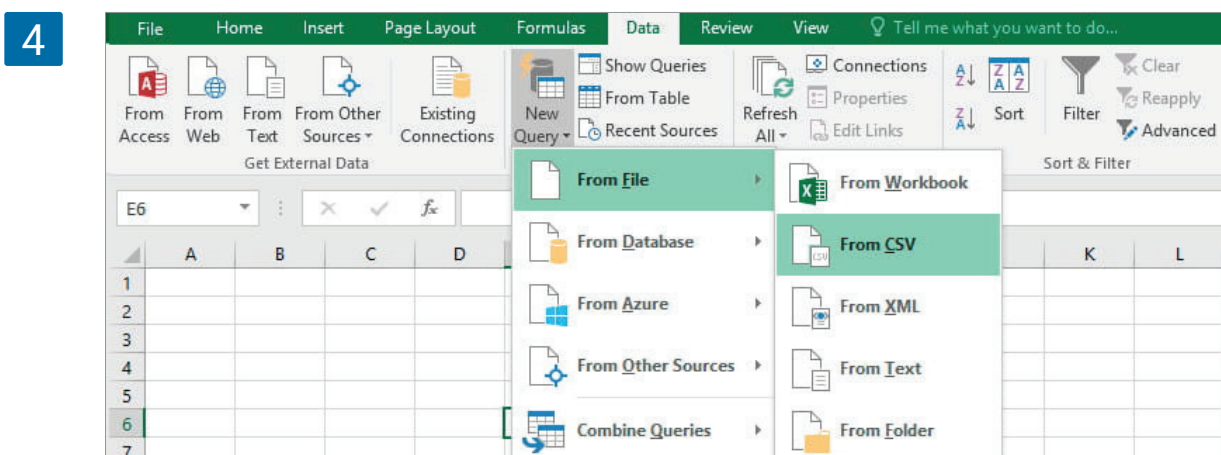 4
File Home Insert Page Layout Formulas Data Review View Tell me what you want to do...
From Access
From Web
From Text
From Other Sources
Existing Connections
Get External Data
New Query
Show Queries
From Table
Recent Sources
Refresh All
Connections
Properties
Edit Links
A Z
Z A
Z A A Z
Sort
Filter
Clear
Reapply
Advanced
Sort & Filter
E6 fx
A B C D K L
1
2
3
4
5
6
7
From File
From Database
From Azure
From Other Sources
Combine Queries
From Workbook
CSV
From CSV
From XML
From Text
From Folder